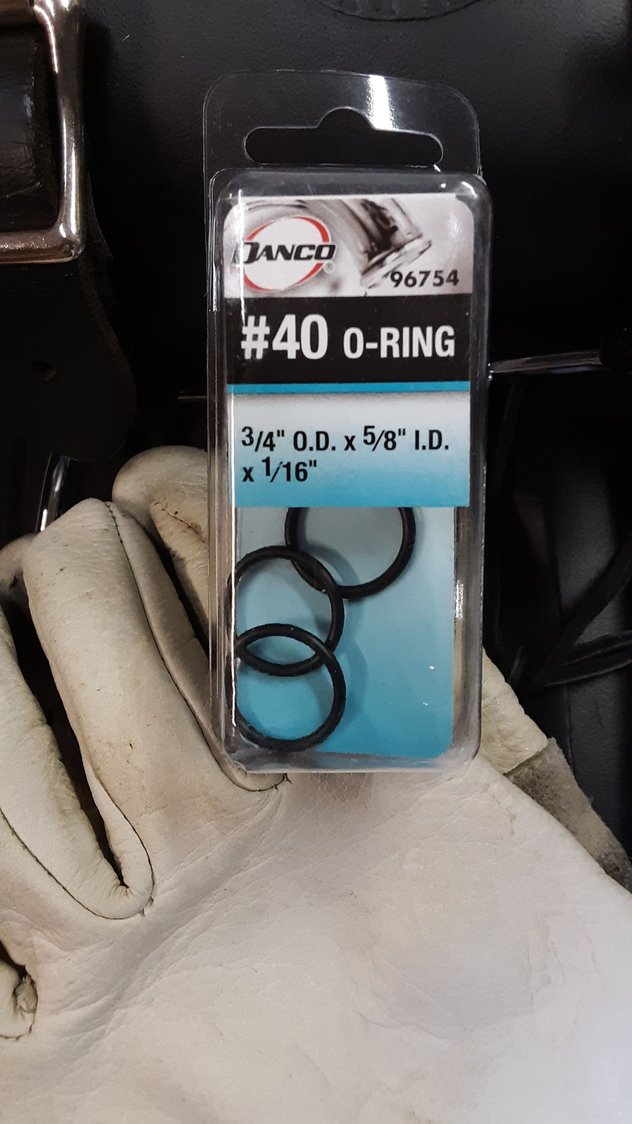 DANCO®
96754
#40 O-RING
3/4" O.D. x 5/8" I.D.
x 1/16"